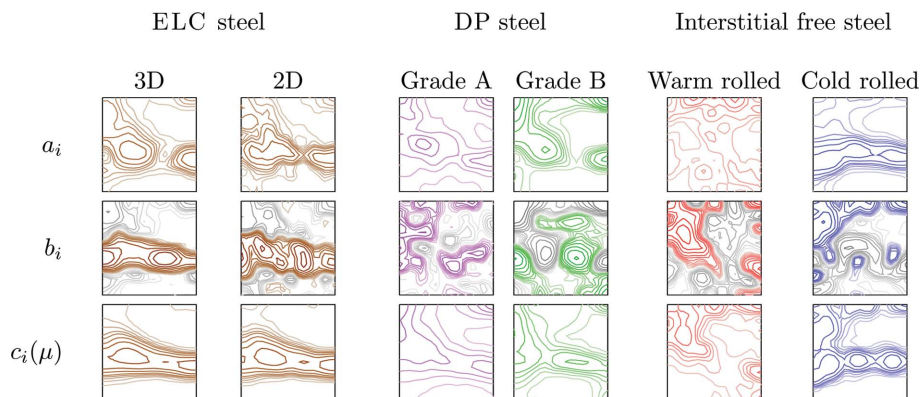 ELC steel DP steel Interstitial free steel
3D 2D Grade A Grade B Warm rolled Cold rolled
a_i
b_i
c_i(μ)